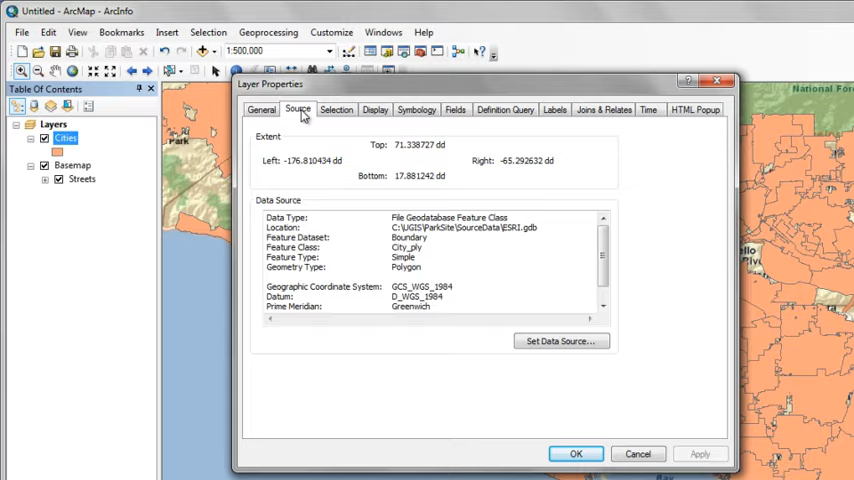 Untitled - ArcMap - ArcInfo
File Edit View Bookmarks Insert Selection Geoprocessing Customize Windows Help
1:500,000
Table Of Contents
Layers
Cities
Basemap
Streets
Layer Properties
General Source Selection Display Symbology Fields Definition Query Labels Joins & Relates Time HTML Popup
Extent
Top: 71.338727 dd
Left: -176.810434 dd Right: -65.292632 dd
Bottom: 17.881242 dd
Data Source
Data Type: File Geodatabase Feature Class
Location: C:\UGIS\ParkSite\SourceData\ESRI.gdb
Feature Dataset: Boundary
Feature Class: City_ply
Feature Type: Simple
Geometry Type: Polygon
Geographic Coordinate System: GCS_WGS_1984
Datum: D_WGS_1984
Prime Meridian: Greenwich
Set Data Source...
OK Cancel Apply
Park
National For
ello
Riv
Bay